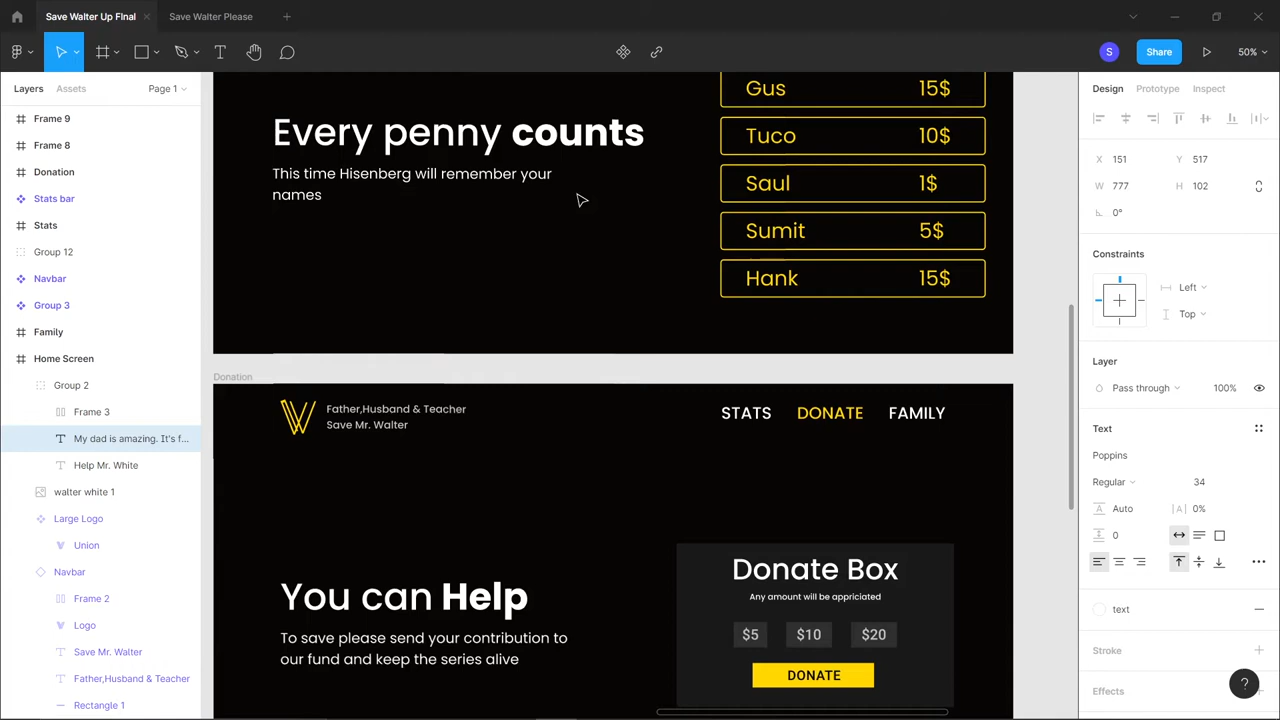 Save Walter Up FInal
Save Walter Please
S
Share
50%
Layers
Assets
Page 1
Frame 9
Frame 8
Donation
Stats bar
Stats
Group 12
Navbar
Group 3
Family
Home Screen
Group 2
Frame 3
My dad is amazing. It's f...
Help Mr. White
walter white 1
Large Logo
Union
Navbar
Frame 2
Logo
Save Mr. Walter
Father,Husband & Teacher
Rectangle 1
Every penny counts
This time Hisenberg will remember your
names
Gus 15$
Tuco 10$
Saul 1$
Sumit 5$
Hank 15$
Donation
Father,Husband & Teacher
Save Mr. Walter
STATS DONATE FAMILY
You can Help
To save please send your contribution to
our fund and keep the series alive
Donate Box
Any amount will be appriciated
$5 $10 $20
DONATE
Design Prototype Inspect
X 151 Y 517
W 777 H 102
0°
Constraints
Left
Top
Layer
Pass through 100%
Text
Poppins
Regular 34
Auto |A| 0%
0
text
Stroke
Effects
?